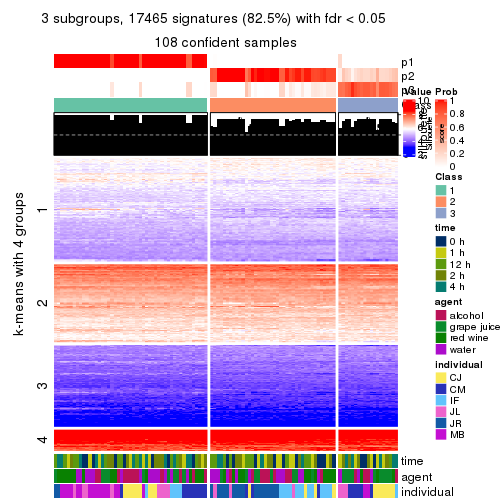 3 subgroups, 17465 signatures (82.5%) with fdr < 0.05
108 confident samples
p1
p2
p3
k-means with 4 groups
1
2
3
4
time
agent
individual
Value
10
Prob
1
0.8
0.6
0.4
0.2
0
Class
1
2
3
time
0 h
1 h
12 h
2 h
4 h
agent
alcohol
grape juice
red wine
water
individual
CJ
CM
IF
JL
JR
MB